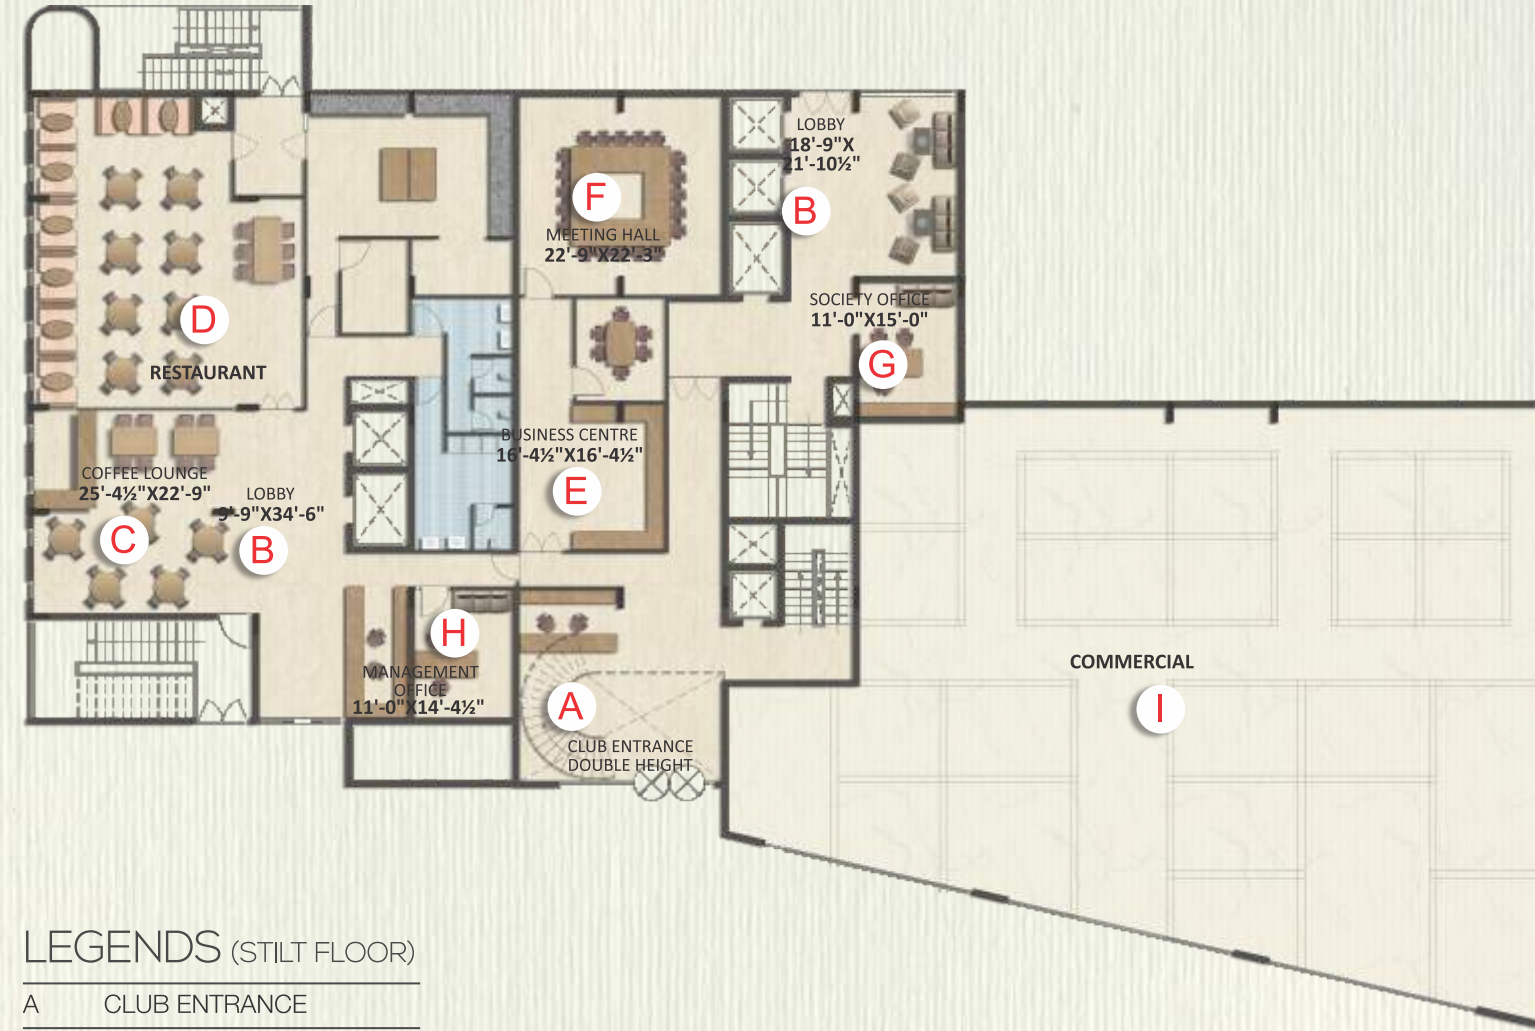 LOBBY
18'-9"X
21'-10½"
B
F
MEETING HALL
22'-9"X22'-3"
SOCIETY OFFICE
11'-0"X15'-0"
G
D
RESTAURANT
BUSINESS CENTRE
16'-4½"X16'-4½"
E
COFFEE LOUNGE
25'-4½"X22'-9"
C
LOBBY
9'-9"X34'-6"
B
H
MANAGEMENT
OFFICE
11'-0"X14'-4½"
A
CLUB ENTRANCE
DOUBLE HEIGHT
COMMERCIAL
I
LEGENDS (STILT FLOOR)
A CLUB ENTRANCE